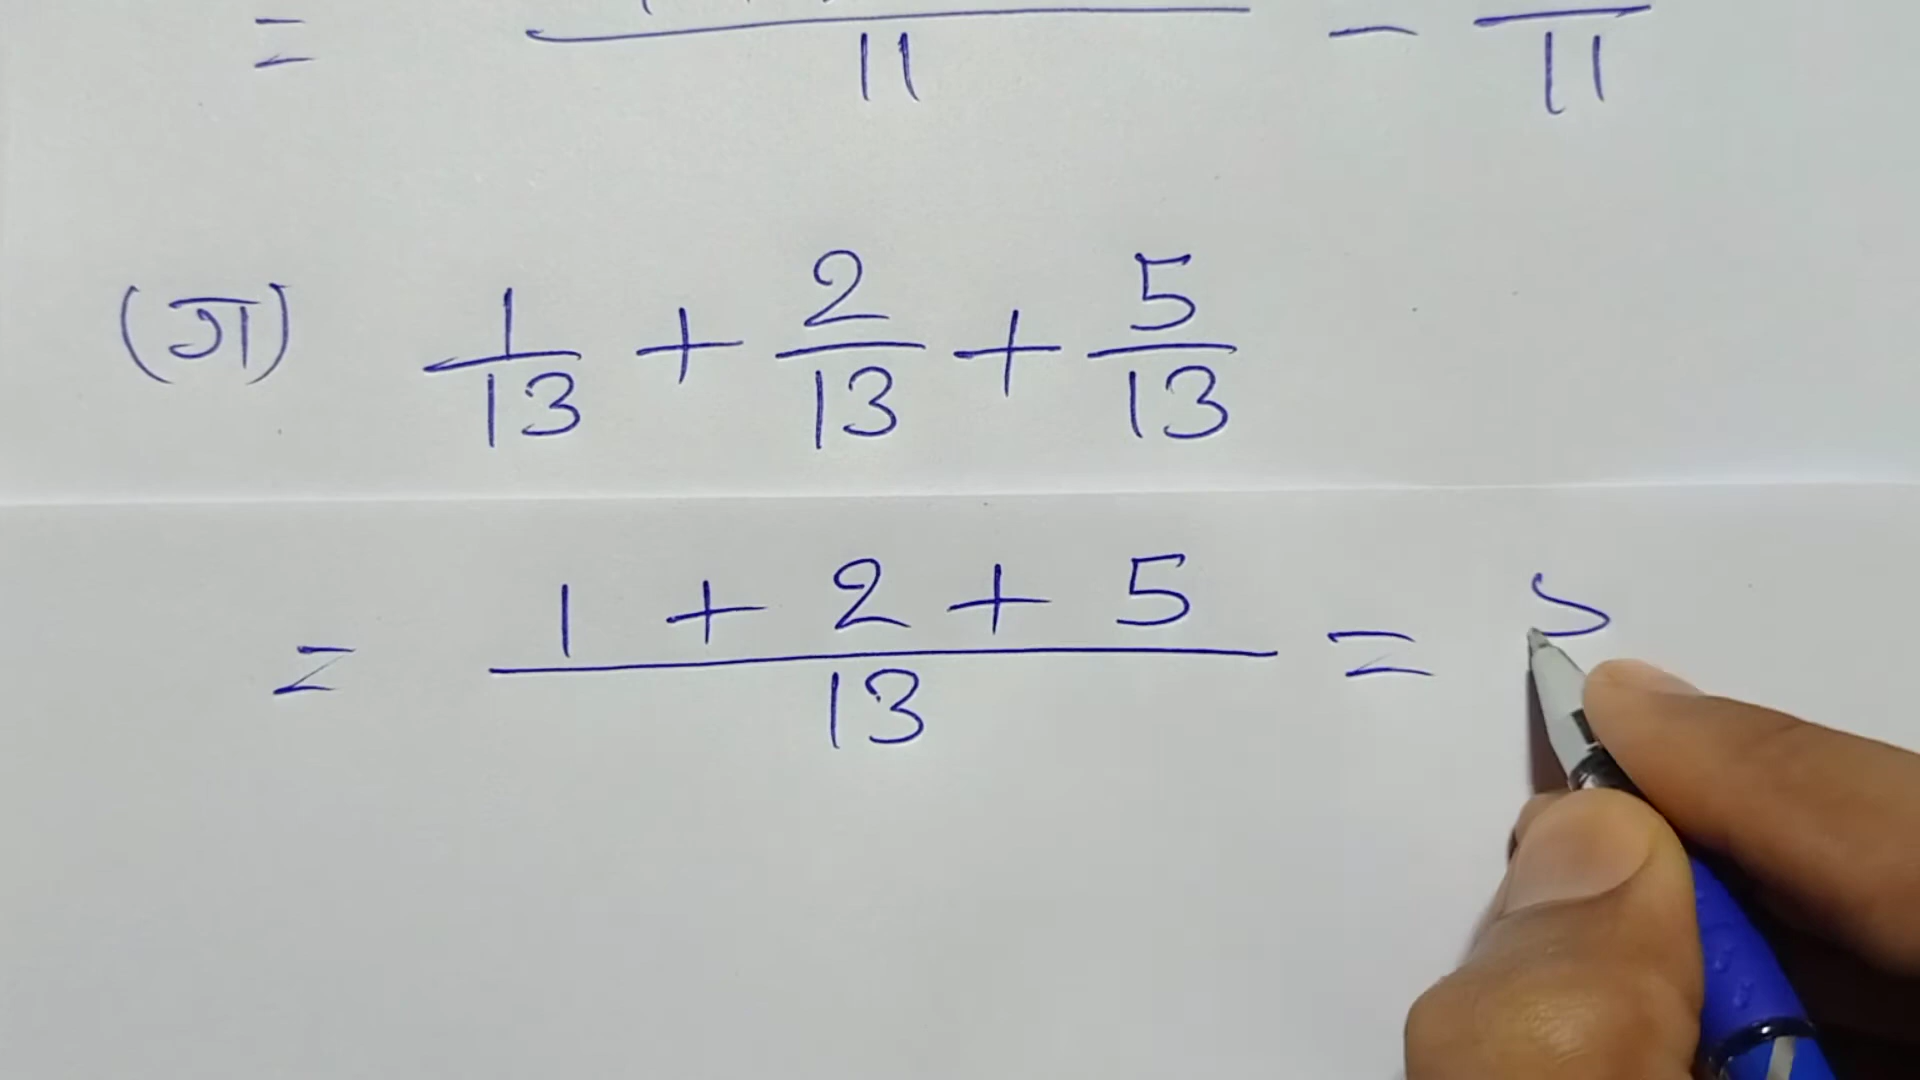 = 11 - 11
(গ) 1/13 + 2/13 + 5/13
= 1 + 2 + 5/13 =